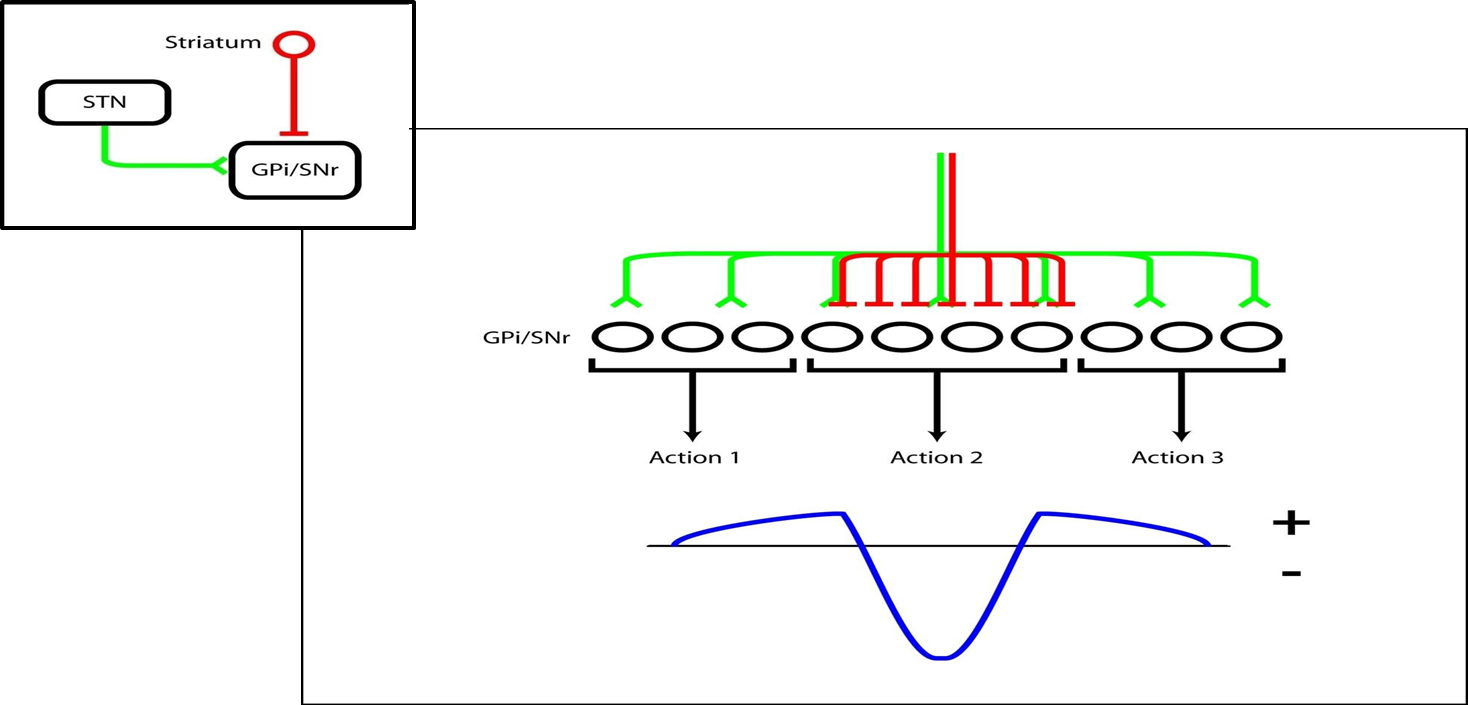 Striatum
STN
GPi/SNr
GPi/SNr
Action 1
Action 2
Action 3
+
-